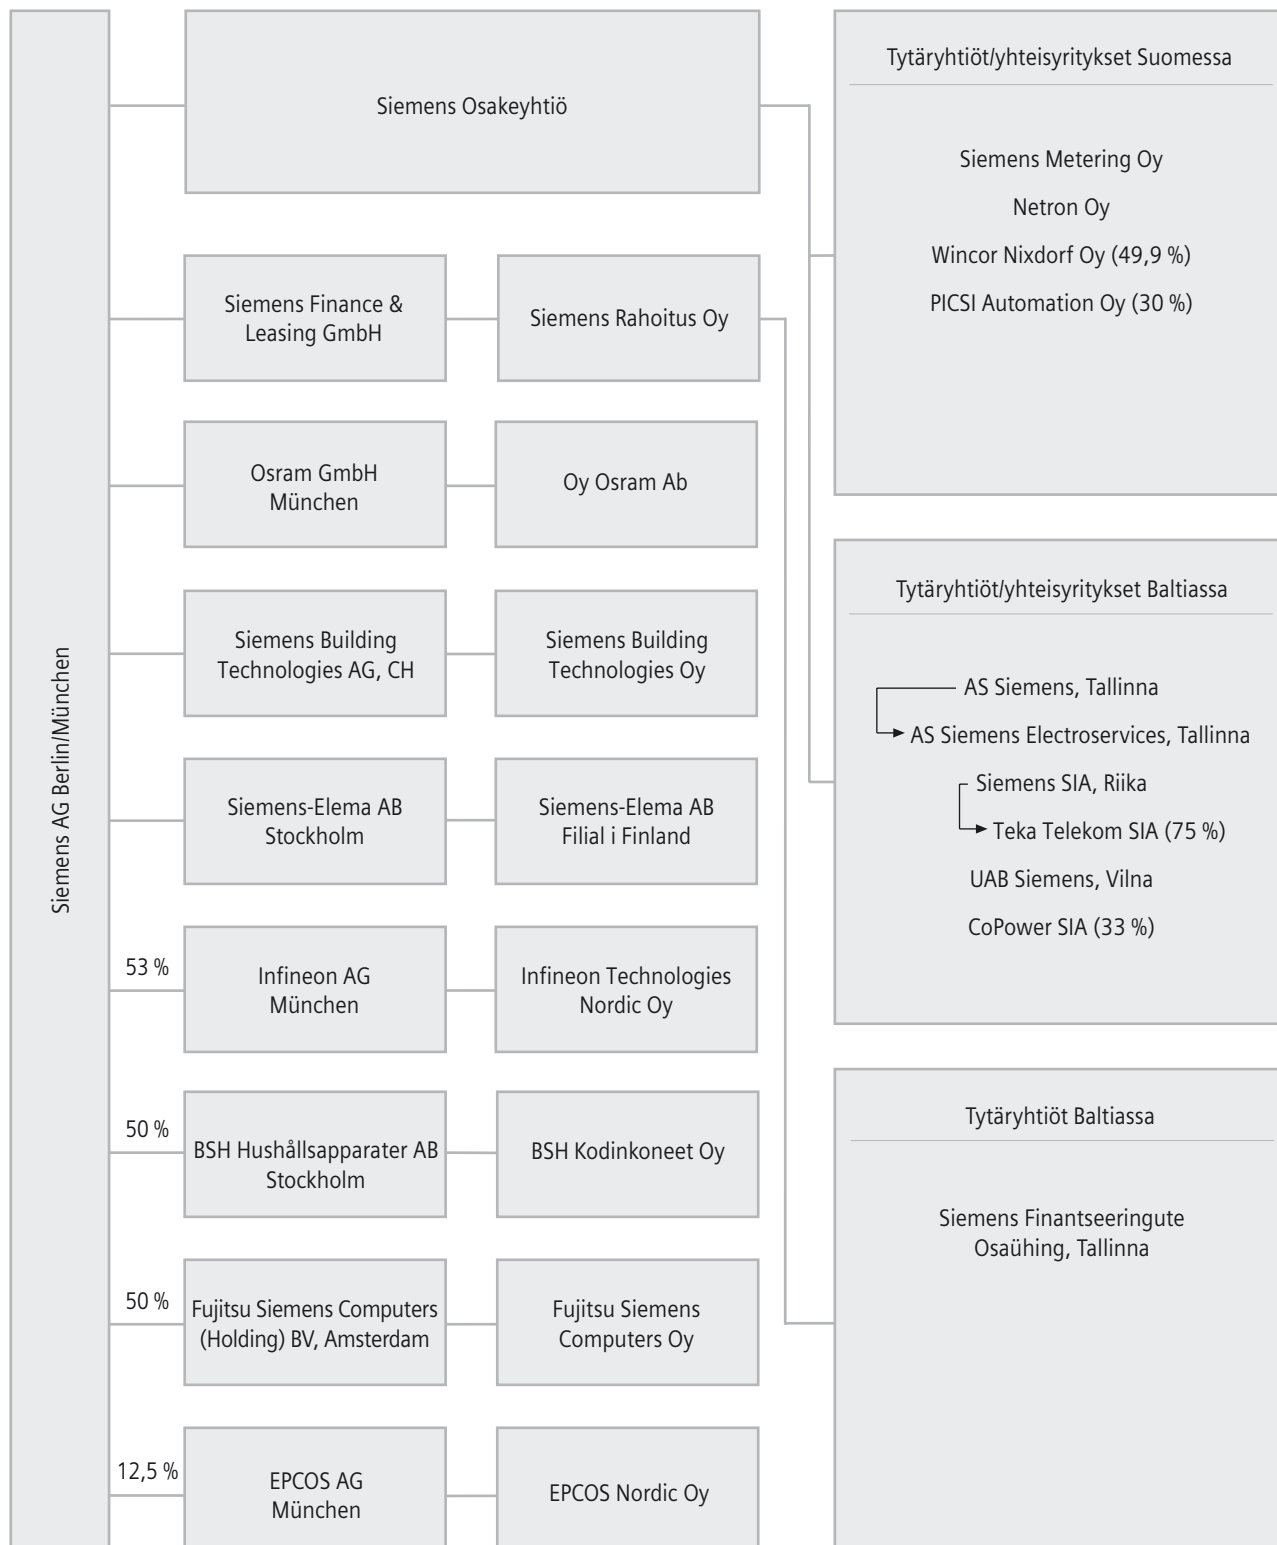 Siemens AG Berlin/München
Siemens Osakeyhtiö
Siemens Finance &
Leasing GmbH
Siemens Rahoitus Oy
Osram GmbH
München
Oy Osram Ab
Siemens Building
Technologies AG, CH
Siemens Building
Technologies Oy
Siemens-Elema AB
Stockholm
Siemens-Elema AB
Filial i Finland
53 %
Infineon AG
München
Infineon Technologies
Nordic Oy
50 %
BSH Hushållsapparater AB
Stockholm
BSH Kodinkoneet Oy
50 %
Fujitsu Siemens Computers
(Holding) BV, Amsterdam
Fujitsu Siemens
Computers Oy
12,5 %
EPCOS AG
München
EPCOS Nordic Oy
Tytäryhtiöt/yhteisyritykset Suomessa
Siemens Metering Oy
Netron Oy
Wincor Nixdorf Oy (49,9 %)
PICSI Automation Oy (30 %)
Tytäryhtiöt/yhteisyritykset Baltiassa
AS Siemens, Tallinna
AS Siemens Electroservices, Tallinna
Siemens SIA, Riika
Teka Telekom SIA (75 %)
UAB Siemens, Vilna
CoPower SIA (33 %)
Tytäryhtiöt Baltiassa
Siemens Finantseeringute
Osaühing, Tallinna